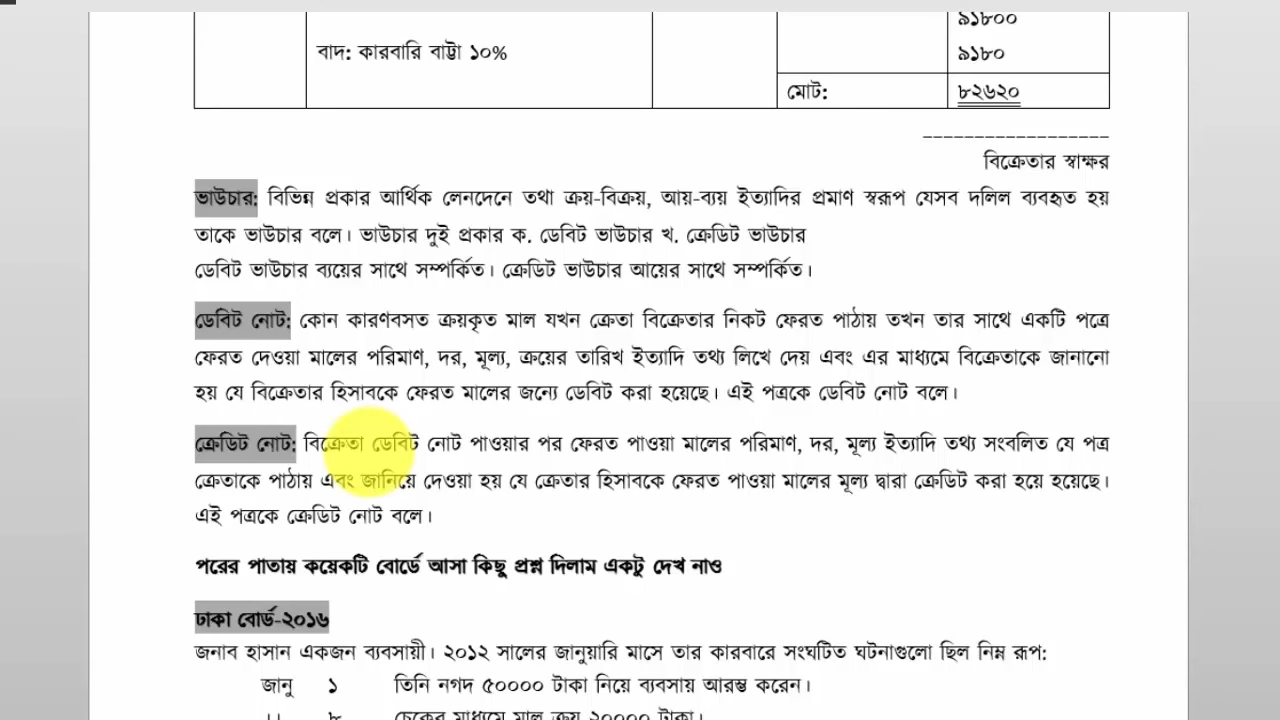 ৯১৮০০
বাদ: কারবারি বাট্টা ১০% ৯১৮০
মোট: ৮২৬২০
বিক্রেতার স্বাক্ষর
ভাউচার: বিভিন্ন প্রকার আর্থিক লেনদেনে তথা ক্রয়-বিক্রয়, আয়-ব্যয় ইত্যাদির প্রমাণ স্বরূপ যেসব দলিল ব্যবহৃত হয়
তাকে ভাউচার বলে। ভাউচার দুই প্রকার ক. ডেবিট ভাউচার খ. ক্রেডিট ভাউচার
ডেবিট ভাউচার ব্যয়ের সাথে সম্পর্কিত। ক্রেডিট ভাউচার আয়ের সাথে সম্পর্কিত।
ডেবিট নোট: কোন কারণবসত ক্রয়কৃত মাল যখন ক্রেতা বিক্রেতার নিকট ফেরত পাঠায় তখন তার সাথে একটি পত্রে
ফেরত দেওয়া মালের পরিমাণ, দর, মূল্য, ক্রয়ের তারিখ ইত্যাদি তথ্য লিখে দেয় এবং এর মাধ্যমে বিক্রেতাকে জানানো
হয় যে বিক্রেতার হিসাবকে ফেরত মালের জন্যে ডেবিট করা হয়েছে। এই পত্রকে ডেবিট নোট বলে।
ক্রেডিট নোট: বিক্রেতা ডেবিট নোট পাওয়ার পর ফেরত পাওয়া মালের পরিমাণ, দর, মূল্য ইত্যাদি তথ্য সংবলিত যে পত্র
ক্রেতাকে পাঠায় এবং জানিয়ে দেওয়া হয় যে ক্রেতার হিসাবকে ফেরত পাওয়া মালের মূল্য দ্বারা ক্রেডিট করা হয়ে হয়েছে।
এই পত্রকে ক্রেডিট নোট বলে।
পরের পাতায় কয়েকটি বোর্ডে আসা কিছু প্রশ্ন দিলাম একটু দেখ নাও
ঢাকা বোর্ড-২০১৬
জনাব হাসান একজন ব্যবসায়ী। ২০১২ সালের জানুয়ারি মাসে তার কারবারে সংঘটিত ঘটনাগুলো ছিল নিম্ন রূপ:
জানু ১ তিনি নগদ ৫০০০০ টাকা নিয়ে ব্যবসায় আরম্ভ করেন।
,, ৮ চেকের মাধ্যমে মাল ক্রয় ২০০০০ টাকা।